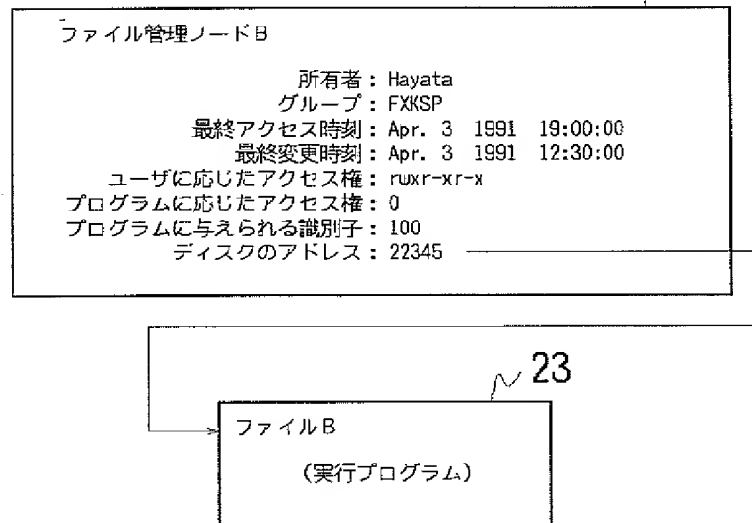 ファイル管理ノードB
所有者：Hayata
グループ：FXKSP
最終アクセス時刻：Apr. 3 1991 19:00:00
最終変更時刻：Apr. 3 1991 12:30:00
ユーザに応じたアクセス権：rwxr-xr-x
プログラムに応じたアクセス権：0
プログラムに与えられる識別子：100
ディスクのアドレス：22345
23
ファイルB
(実行プログラム)